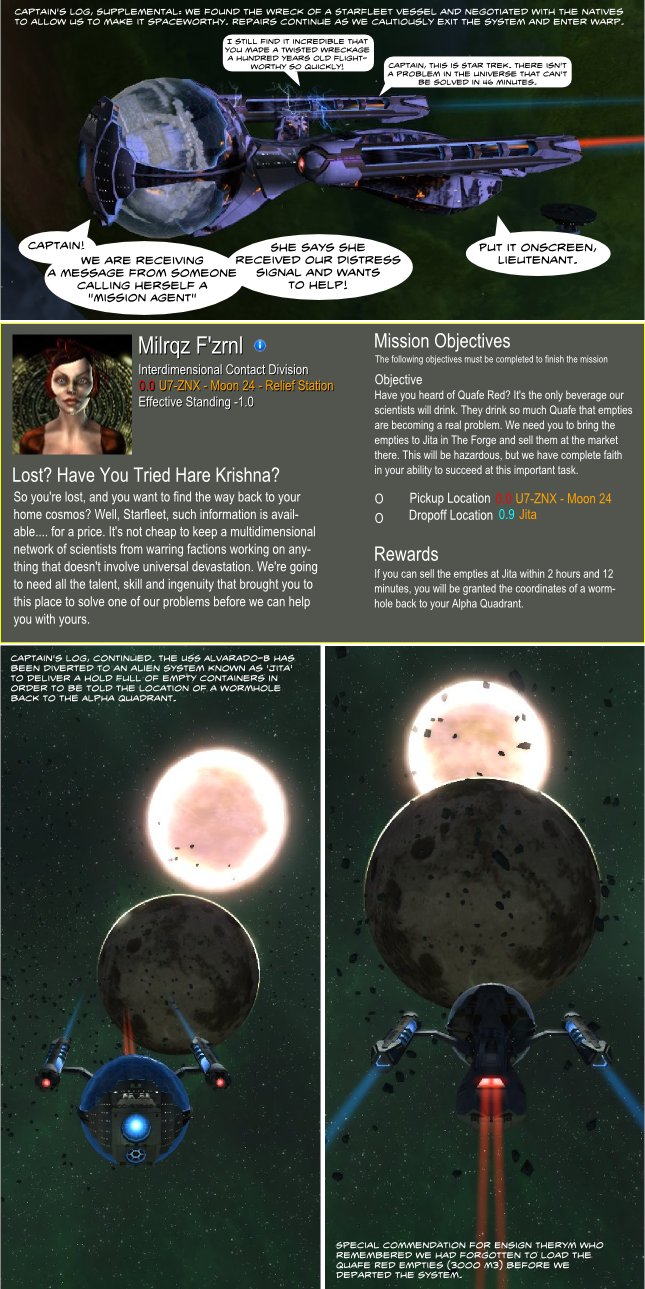 CAPTAIN'S LOG, SUPPLEMENTAL: WE FOUND THE WRECK OF A STARFLEET VESSEL AND NEGOTIATED WITH THE NATIVES
TO ALLOW US TO MAKE IT SPACEWORTHY. REPAIRS CONTINUE AS WE CAUTIOUSLY EXIT THE SYSTEM AND ENTER WARP.
I STILL FIND IT INCREDIBLE THAT
YOU MADE A TWISTED WRECKAGE
A HUNDRED YEARS OLD FLIGHT-
WORTHY SO QUICKLY!
CAPTAIN, THIS IS STAR TREK. THERE ISN'T
A PROBLEM IN THE UNIVERSE THAT CAN'T
BE SOLVED IN 46 MINUTES.
CAPTAIN!
WE ARE RECEIVING
A MESSAGE FROM SOMEONE
CALLING HERSELF A
"MISSION AGENT"
SHE SAYS SHE
RECEIVED OUR DISTRESS
SIGNAL AND WANTS
TO HELP!
PUT IT ONSCREEN,
LIEUTENANT.
Milrqz F'zrnl
Interdimensional Contact Division
0.0 U7-ZNX - Moon 24 - Relief Station
Effective Standing -1.0
Lost? Have You Tried Hare Krishna?
So you're lost, and you want to find the way back to your
home cosmos? Well, Starfleet, such information is avail-
able.... for a price. It's not cheap to keep a multidimensional
network of scientists from warring factions working on any-
thing that doesn't involve universal devastation. We're going
to need all the talent, skill and ingenuity that brought you to
this place to solve one of our problems before we can help
you with yours.
Mission Objectives
The following objectives must be completed to finish the mission
Objective
Have you heard of Quafe Red? It's the only beverage our
scientists will drink. They drink so much Quafe that empties
are becoming a real problem. We need you to bring the
empties to Jita in The Forge and sell them at the market
there. This will be hazardous, but we have complete faith
in your ability to succeed at this important task.
O Pickup Location 0.0 U7-ZNX - Moon 24
O Dropoff Location 0.9 Jita
Rewards
If you can sell the empties at Jita within 2 hours and 12
minutes, you will be granted the coordinates of a worm-
hole back to your Alpha Quadrant.
CAPTAIN'S LOG, CONTINUED. THE USS ALVARADO-B HAS
BEEN DIVERTED TO AN ALIEN SYSTEM KNOWN AS 'JITA'
TO DELIVER A HOLD FULL OF EMPTY CONTAINERS IN
ORDER TO BE TOLD THE LOCATION OF A WORMHOLE
BACK TO THE ALPHA QUADRANT.
SPECIAL COMMENDATION FOR ENSIGN THERYM WHO
REMEMBERED WE HAD FORGOTTEN TO LOAD THE
QUAFE RED EMPTIES (3000 M3) BEFORE WE
DEPARTED THE SYSTEM.